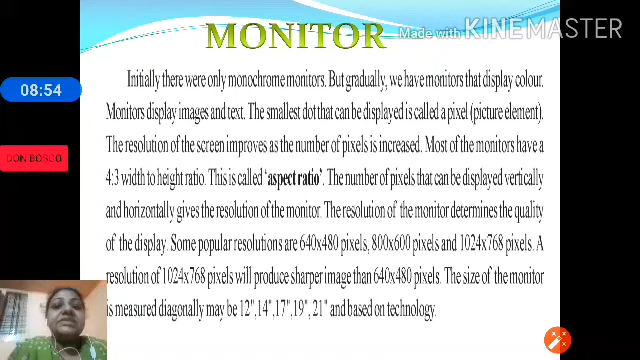 MONITOR
Made with KINEMASTER
Initially there were only monochrome monitors. But gradually, we have monitors that display colour.
08:54
Monitors display images and text. The smallest dot that can be displayed is called a pixel (picture element).
The resolution of the screen improves as the number of pixels is increased. Most of the monitors have a
DON BOSCO
4:3 width to height ratio. This is called ‘aspect ratio’. The number of pixels that can be displayed vertically
and horizontally gives the resolution of the monitor. The resolution of the monitor determines the quality
of the display. Some popular resolutions are 640x480 pixels, 800x600 pixels and 1024x768 pixels. A
resolution of 1024x768 pixels will produce sharper image than 640x480 pixels. The size of the monitor
is measured diagonally may be 12",14",17",19", 21" and based on technology.